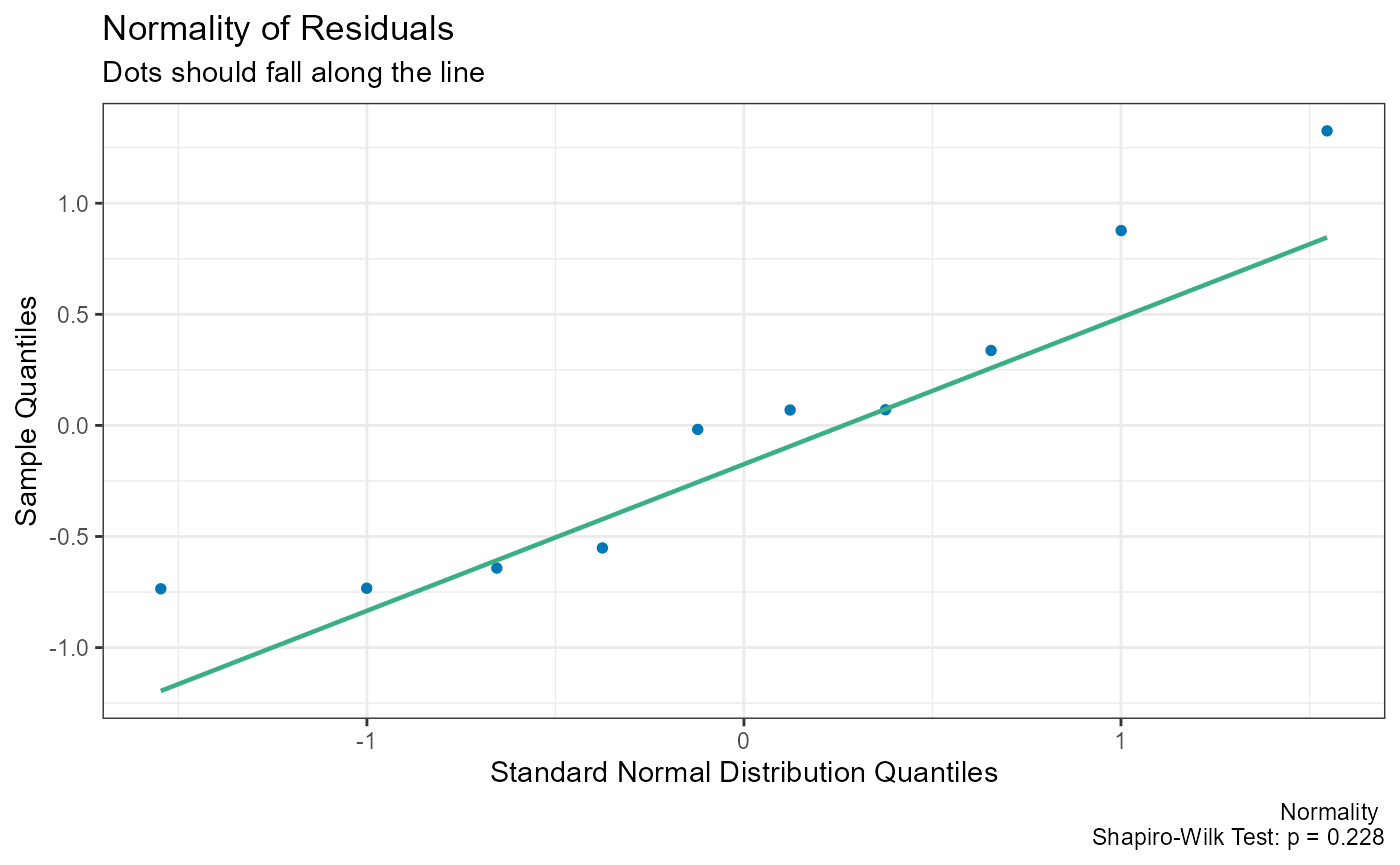 Normality of Residuals
Dots should fall along the line
Sample Quantiles
1.0
0.5
0.0
-0.5
-1.0
-1
0
1
Standard Normal Distribution Quantiles
Normality
Shapiro-Wilk Test: p = 0.228